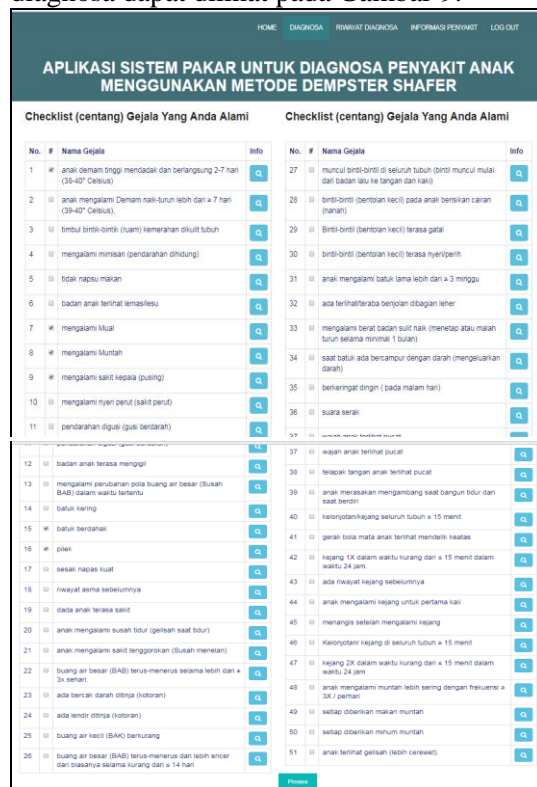 diagnosa dapat dilihat pada Gambar 9.
HOME DIAGNOSA RIWAYAT DIAGNOSA INFORMASI PENYAKIT LOG OUT
APLIKASI SISTEM PAKAR UNTUK DIAGNOSA PENYAKIT ANAK
MENGGUNAKAN METODE DEMPSTER SHAFER
Checklist (centang) Gejala Yang Anda Alami
No. # Nama Gejala Info
1 anak demam tinggi mendadak dan berlangsung 2-7 hari
(38-40° Celsius)
2 anak mengalami Demam naik-turun lebih dari ≥ 7 hari
(39-40° Celsius),
3 timbul bintik-bintik (ruam) kemerahan dikulit tubuh
4 mengalami mimisan (pendarahan dihidung)
5 tidak napsu makan
6 badan anak terlihat lemas/lesu
7 mengalami Mual
8 mengalami Muntah
9 mengalami sakit kepala (pusing)
10 mengalami nyeri perut (sakit perut)
11 pendarahan digusi (gusi berdarah)
12 badan anak terasa mengigil
13 mengalami perubahan pola buang air besar (Susah
BAB) dalam waktu tertentu
14 batuk kering
15 batuk berdahak
16 pilek
17 sesak napas kuat
18 riwayat asma sebelumnya
19 dada anak terasa sakit
20 anak mengalami susah tidur (gelisah saat tidur)
21 anak mengalami sakit tenggorokan (Susah menelan)
22 buang air besar (BAB) terus-menerus selama lebih dari ≥
3x sehari.
23 ada bercak darah ditinja (kotoran)
24 ada lendir ditinja (kotoran)
25 buang air kecil (BAK) berkurang
26 buang air besar (BAB) terus-menerus dan lebih encer
dari biasanya selama kurang dari ≤ 14 hari
Checklist (centang) Gejala Yang Anda Alami
No. # Nama Gejala Info
27 muncul bintil-bintil di seluruh tubuh (bintil muncul mulai
dari badan lalu ke tangan dan kaki)
28 bintil-bintil (bentolan kecil) pada anak berisikan cairan
(nanah)
29 Bintil-bintil (bentolan kecil) terasa gatal
30 bintil-bintil (bentolan kecil) terasa nyeri/perih
31 anak mengalami batuk lama lebih dari ≥ 3 minggu
32 ada terlihat/teraba benjolan dibagian leher
33 mengalami berat badan sulit naik (menetap atau malah
turun selama minimal 1 bulan)
34 saat batuk ada bercampur dengan darah (mengeluarkan
darah)
35 berkeringat dingin ( pada malam hari)
36 suara serak
37 wajah anak terlihat pucat
37 wajah anak terlihat pucat
38 telapak tangan anak terlihat pucat
39 anak merasakan mengambang saat bangun tidur dan
saat berdiri
40 kelonjotan/kejang seluruh tubuh ≤ 15 menit
41 gerak bola mata anak terlihat mendelik keatas
42 kejang 1X dalam waktu kurang dari ≤ 15 menit dalam
waktu 24 jam.
43 ada riwayat kejang sebelumnya
44 anak mengalami kejang untuk pertama kali
45 menangis setelah mengalami kejang
46 Kelonjotan/ kejang di seluruh tubuh ≥ 15 menit
47 kejang 2X dalam waktu kurang dari ≤ 15 menit dalam
waktu 24 jam
48 anak mengalami muntah lebih sering dengan frekuensi ≥
3X / perhari
49 setiap diberikan makan muntah
50 setiap diberikan minum muntah
51 anak terlihat gelisah (lebih cerewet).
Proses